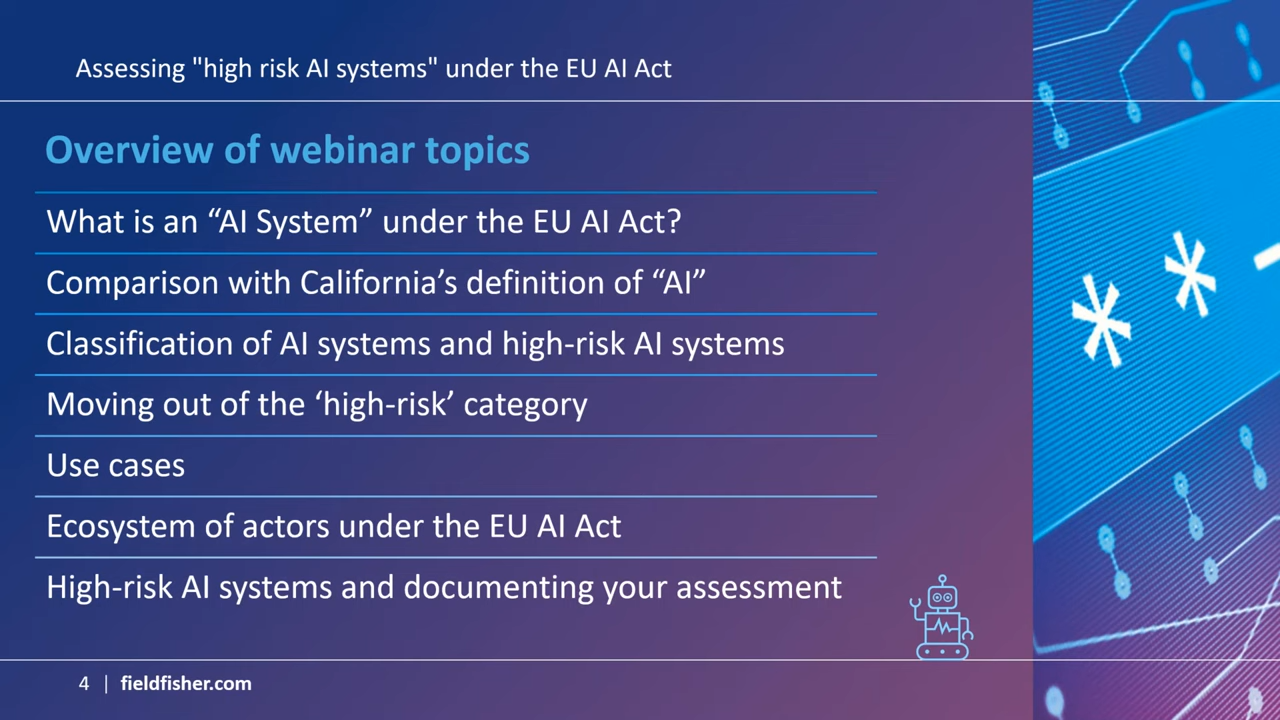 Assessing "high risk AI systems" under the EU AI Act
Overview of webinar topics
What is an “AI System” under the EU AI Act?
Comparison with California’s definition of “AI”
Classification of AI systems and high-risk AI systems
Moving out of the ‘high-risk’ category
Use cases
Ecosystem of actors under the EU AI Act
High-risk AI systems and documenting your assessment
4 | fieldfisher.com